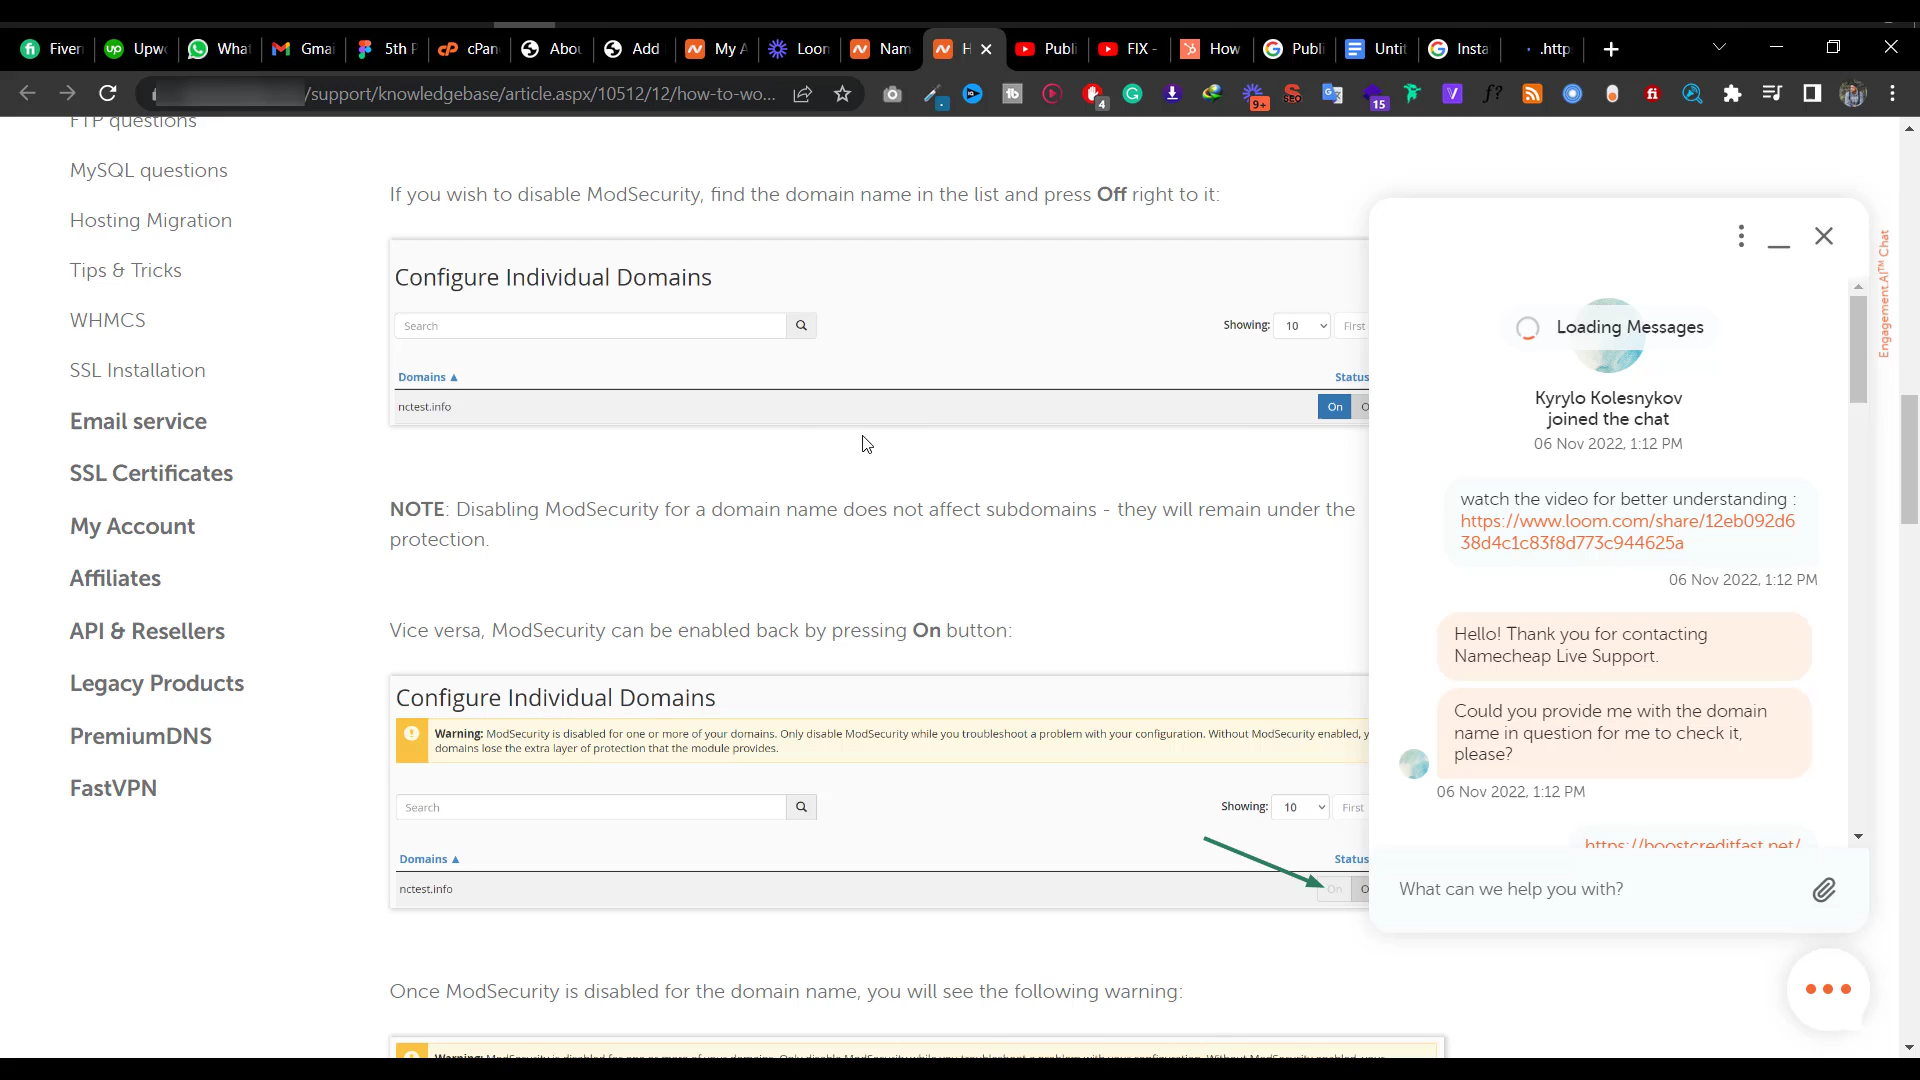 Fiver
Upwo
What
Gmai
5th F
cPan
Abou
Add
My A
Loon
Nam
H
Publi
FIX -
How
Publi
Untit
Insta
.http
/support/knowledgebase/article.aspx/10512/12/how-to-wo...
4
9+
SEO
15
FTP questions
MySQL questions
Hosting Migration
Tips & Tricks
WHMCS
SSL Installation
Email service
SSL Certificates
My Account
Affiliates
API & Resellers
Legacy Products
PremiumDNS
FastVPN
If you wish to disable ModSecurity, find the domain name in the list and press Off right to it:
Configure Individual Domains
Search
Showing: 10 First
Domains ▲ Status
nctest.info On O
NOTE: Disabling ModSecurity for a domain name does not affect subdomains - they will remain under the
protection.
Vice versa, ModSecurity can be enabled back by pressing On button:
Configure Individual Domains
Warning: ModSecurity is disabled for one or more of your domains. Only disable ModSecurity while you troubleshoot a problem with your configuration. Without ModSecurity enabled, y
domains lose the extra layer of protection that the module provides.
Search
Showing: 10 First
Domains ▲ Status
nctest.info On O
Once ModSecurity is disabled for the domain name, you will see the following warning:
Engagement.AI™ Chat
Loading Messages
Kyrylo Kolesnykov
joined the chat
06 Nov 2022, 1:12 PM
watch the video for better understanding :
https://www.loom.com/share/12eb092d6
38d4c1c83f8d773c944625a
06 Nov 2022, 1:12 PM
Hello! Thank you for contacting
Namecheap Live Support.
Could you provide me with the domain
name in question for me to check it,
please?
06 Nov 2022, 1:12 PM
https://boostcreditfast.net/
What can we help you with?